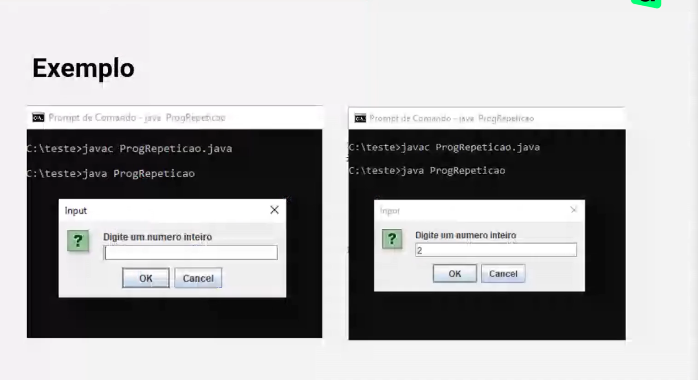 Exemplo
Prompt de Comando - java ProgRepeticao
C:\teste>javac ProgRepeticao.java
C:\teste>java ProgRepeticao
Input
Digite um numero inteiro
OK Cancel
Prompt de Comando - java ProgRepeticao
C:\teste>javac ProgRepeticao.java
C:\teste>java ProgRepeticao
Input
Digite um numero inteiro
2
OK Cancel